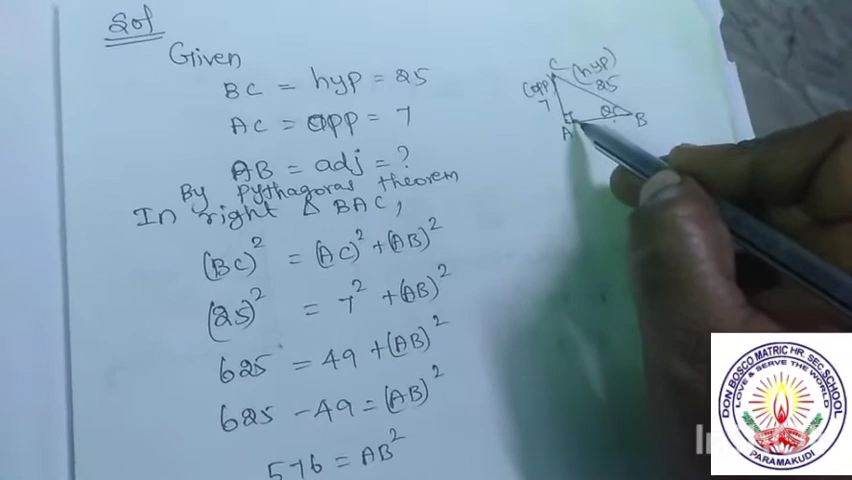 Sol
Given
BC = hyp = 25
AC = opp = 7
AB = adj = ?
By Pythagoras theorem
In right Δ BAC,
(BC)² = (AC)² + (AB)²
(25)² = 7² + (AB)²
625 = 49 + (AB)²
625 - 49 = (AB)²
576 = AB²
C (hyp)
(opp) 25
7
A B
DON BOSCO MATRIC HR. SEC SCHOOL
LOVE & SERVE THE WORLD
PARAMAKUDI